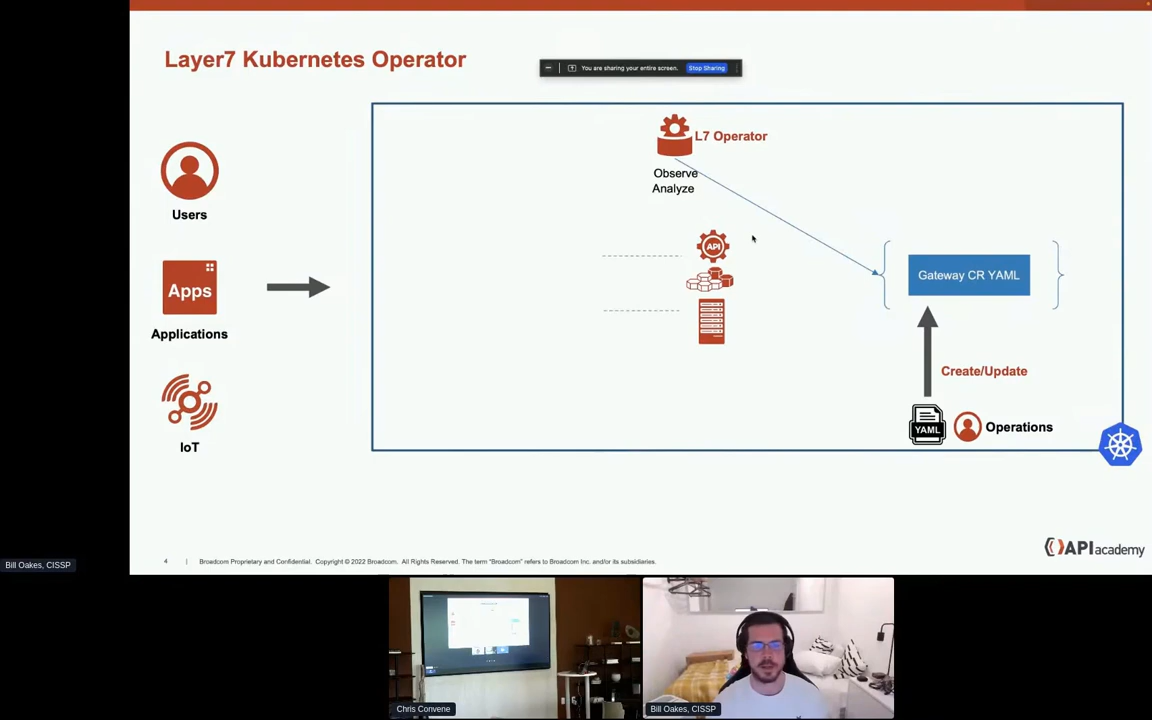 Layer7 Kubernetes Operator
You are sharing your entire screen. Stop Sharing
L7 Operator
Observe
Analyze
Users
API
Apps
Applications
Gateway CR YAML
Create/Update
YAML
Operations
IoT
4 | Broadcom Proprietary and Confidential. Copyright © 2022 Broadcom. All Rights Reserved. The term “Broadcom” refers to Broadcom Inc. and/or its subsidiaries.
APIacademy
Bill Oakes, CISSP
Chris Convene
Bill Oakes, CISSP